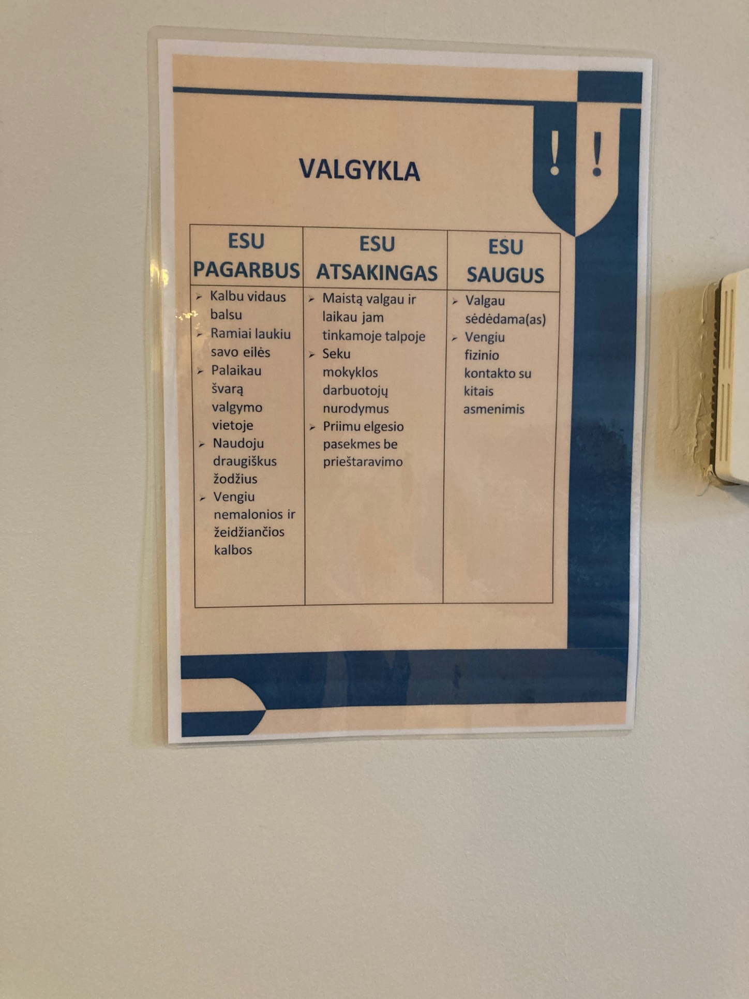 ! !
VALGYKLA
ESU
PAGARBUS
Kalbu vidaus
balsu
Ramiai laukiu
savo eilės
Palaikau
švarą
valgymo
vietoje
Naudoju
draugiškus
žodžius
Vengiu
nemalonios ir
žeidžiančios
kalbos
ESU
ATSAKINGAS
Maistą valgau ir
laikau jam
tinkamoje talpoje
Seku
mokyklos
darbuotojų
nurodymus
Priimu elgesio
pasekmes be
prieštaravimo
ESU
SAUGUS
Valgau
sėdėdama(as)
Vengiu
fizinio
kontakto su
kitais
asmenimis